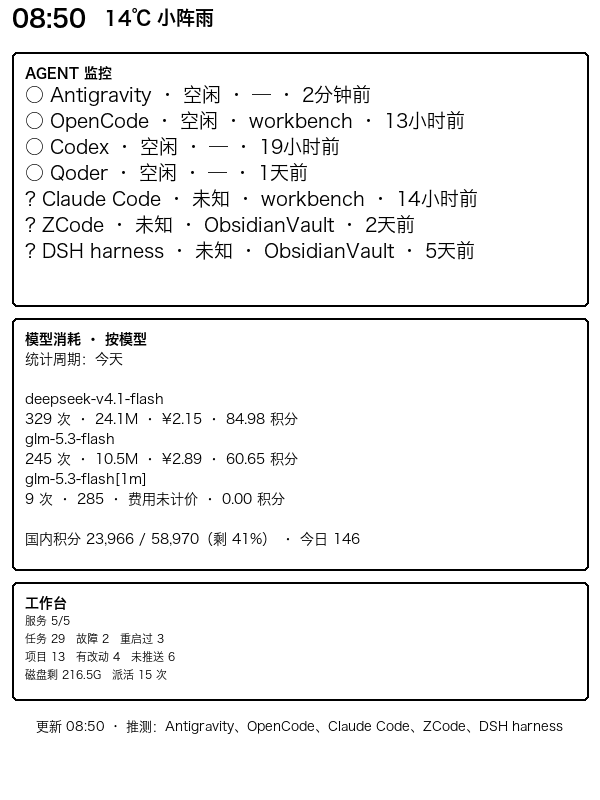 08:50 14℃ 小阵雨
AGENT 监控
○ Antigravity · 空闲 · — · 2分钟前
○ OpenCode · 空闲 · workbench · 13小时前
○ Codex · 空闲 · — · 19小时前
○ Qoder · 空闲 · — · 1天前
? Claude Code · 未知 · workbench · 14小时前
? ZCode · 未知 · ObsidianVault · 2天前
? DSH harness · 未知 · ObsidianVault · 5天前
模型消耗 · 按模型
统计周期：今天
deepseek-v4.1-flash
329 次 · 24.1M · ¥2.15 · 84.98 积分
glm-5.3-flash
245 次 · 10.5M · ¥2.89 · 60.65 积分
glm-5.3-flash[1m]
9 次 · 285 · 费用未计价 · 0.00 积分
国内积分 23,966 / 58,970（剩 41%） · 今日 146
工作台
服务 5/5
任务 29 故障 2 重启过 3
项目 13 有改动 4 未推送 6
磁盘剩 216.5G 派活 15 次
更新 08:50 · 推测：Antigravity、OpenCode、Claude Code、ZCode、DSH harness